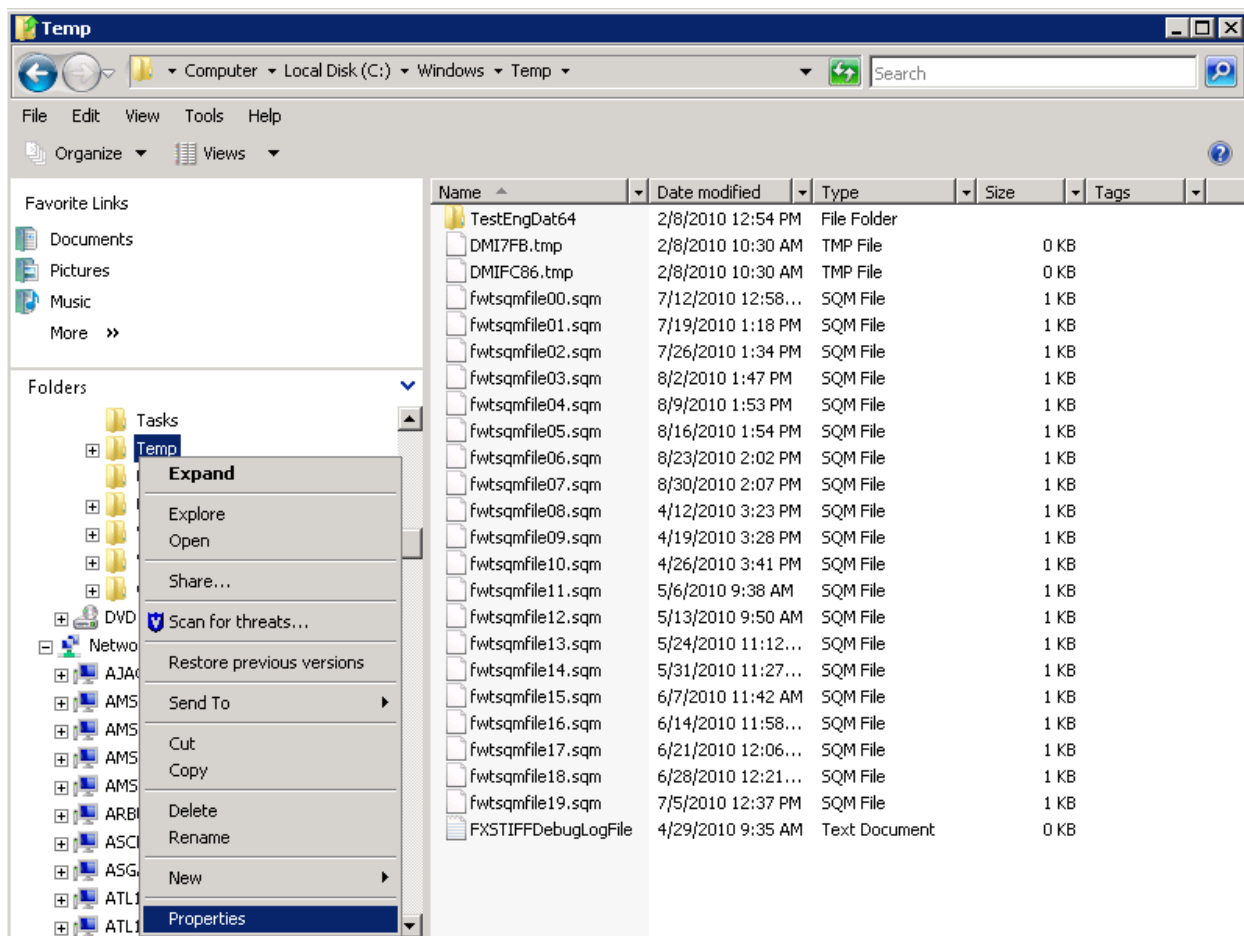 Temp
Computer Local Disk (C:) Windows Temp
Search
File Edit View Tools Help
Organize Views
Favorite Links
Documents
Pictures
Music
More »
Folders
Tasks
Temp
Expand
Explore
Open
Share...
DVD
Scan for threats...
Netwo
Restore previous versions
AJA
AMS
Send To
AMS
Cut
AMS
Copy
AMS
Delete
ARB
Rename
ASC
ASG
New
ATL1
Properties
ATL1
Name Date modified Type Size Tags
TestEngDat64 2/8/2010 12:54 PM File Folder
DMI7FB.tmp 2/8/2010 10:30 AM TMP File 0 KB
DMIFC86.tmp 2/8/2010 10:30 AM TMP File 0 KB
fwtsqmfile00.sqm 7/12/2010 12:58... SQM File 1 KB
fwtsqmfile01.sqm 7/19/2010 1:18 PM SQM File 1 KB
fwtsqmfile02.sqm 7/26/2010 1:34 PM SQM File 1 KB
fwtsqmfile03.sqm 8/2/2010 1:47 PM SQM File 1 KB
fwtsqmfile04.sqm 8/9/2010 1:53 PM SQM File 1 KB
fwtsqmfile05.sqm 8/16/2010 1:54 PM SQM File 1 KB
fwtsqmfile06.sqm 8/23/2010 2:02 PM SQM File 1 KB
fwtsqmfile07.sqm 8/30/2010 2:07 PM SQM File 1 KB
fwtsqmfile08.sqm 4/12/2010 3:23 PM SQM File 1 KB
fwtsqmfile09.sqm 4/19/2010 3:28 PM SQM File 1 KB
fwtsqmfile10.sqm 4/26/2010 3:41 PM SQM File 1 KB
fwtsqmfile11.sqm 5/6/2010 9:38 AM SQM File 1 KB
fwtsqmfile12.sqm 5/13/2010 9:50 AM SQM File 1 KB
fwtsqmfile13.sqm 5/24/2010 11:12... SQM File 1 KB
fwtsqmfile14.sqm 5/31/2010 11:27... SQM File 1 KB
fwtsqmfile15.sqm 6/7/2010 11:42 AM SQM File 1 KB
fwtsqmfile16.sqm 6/14/2010 11:58... SQM File 1 KB
fwtsqmfile17.sqm 6/21/2010 12:06... SQM File 1 KB
fwtsqmfile18.sqm 6/28/2010 12:21... SQM File 1 KB
fwtsqmfile19.sqm 7/5/2010 12:37 PM SQM File 1 KB
FXSTIFFDebugLogFile 4/29/2010 9:35 AM Text Document 0 KB